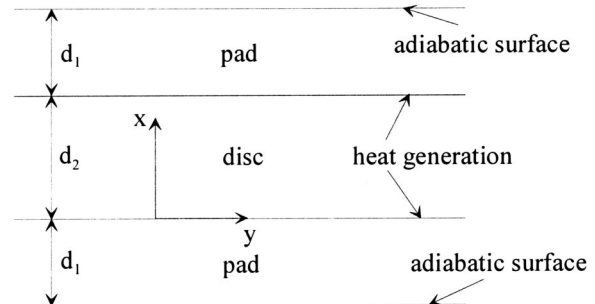 adiabatic surface
d₁
pad
x
d₂
disc
heat generation
y
d₁
pad
adiabatic surface